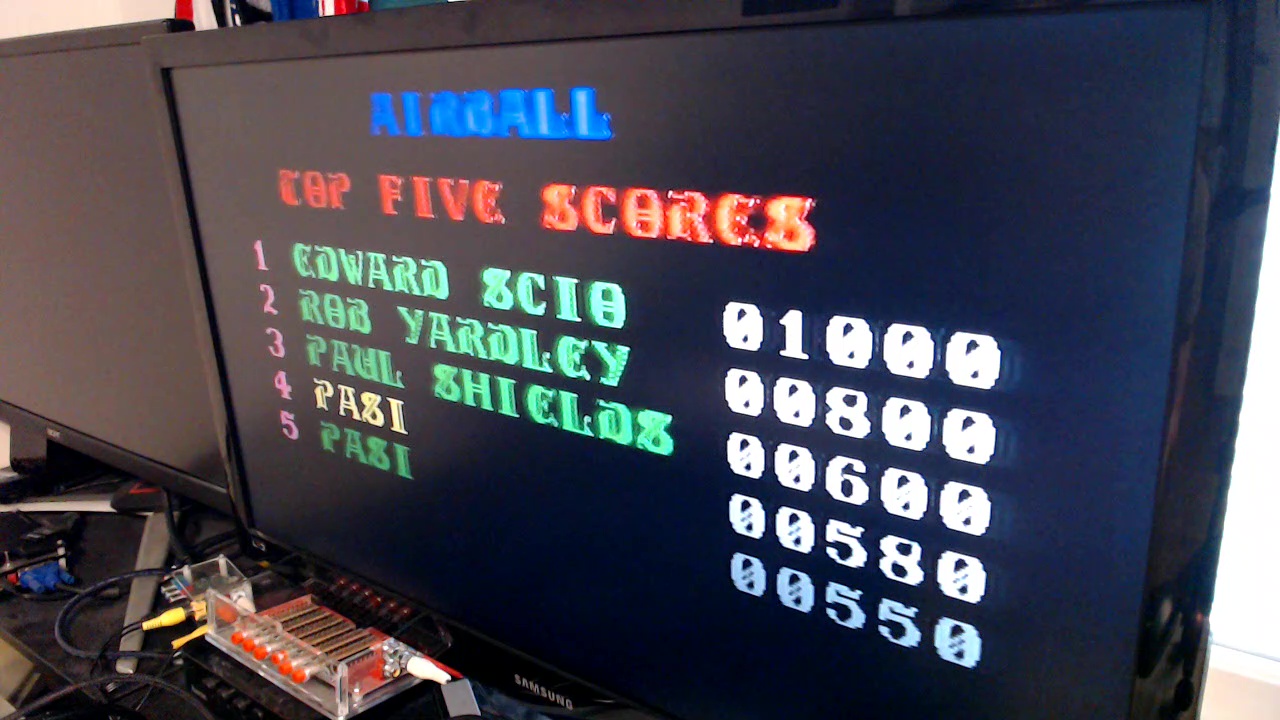 AIRBALL
TOP FIVE SCORES
1 EDWARD SCIO 01000
2 ROB YARDLEY 00800
3 PAUL SHIELDS 00600
4 PASI 00580
5 PASI 00550
SAMSUNG